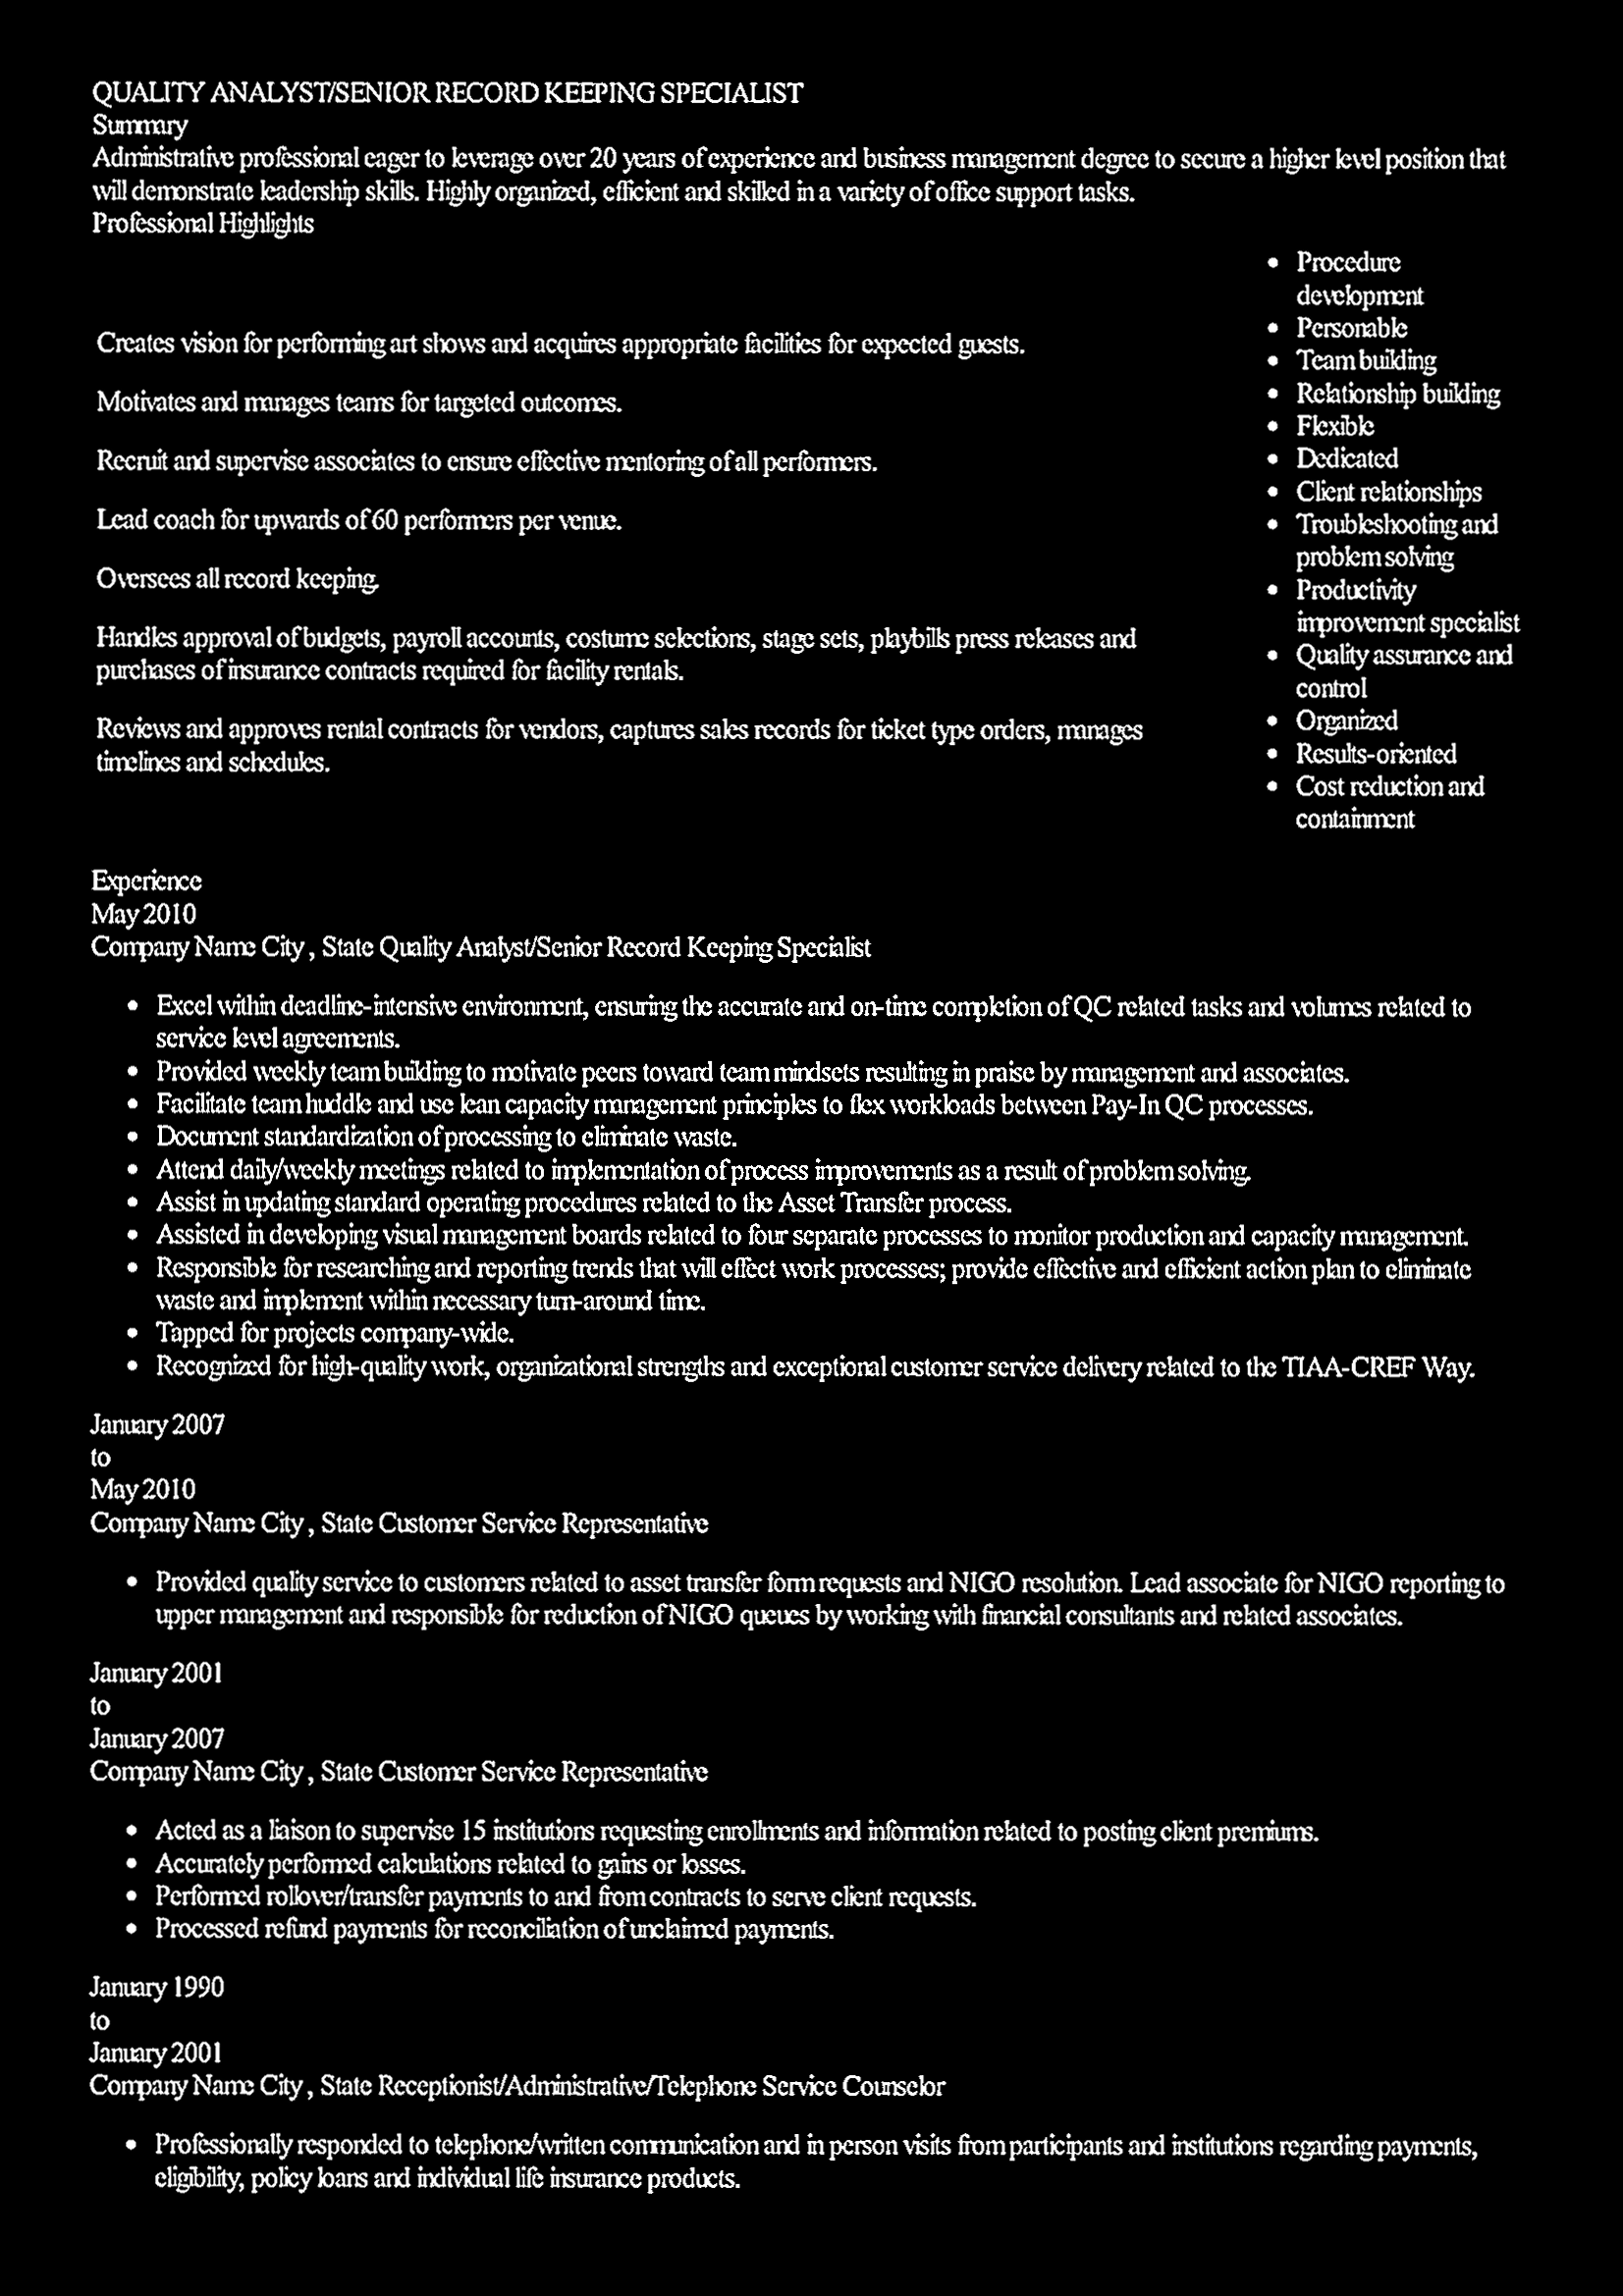 QUALITY ANALYST/SENIOR RECORD KEEPING SPECIALIST
Summary
Administrative professional eager to leverage over 20 years of experience and business management degree to secure a higher level position that
will demonstrate leadership skills. Highly organized, efficient and skilled in a variety of office support tasks.
Professional Highlights
Creates vision for performing art shows and acquires appropriate facilities for expected guests.
Motivates and manages teams for targeted outcomes.
Recruit and supervise associates to ensure effective mentoring of all performers.
Lead coach for upwards of 60 performers per venue.
Oversees all record keeping.
Handles approval of budgets, payroll accounts, costume selections, stage sets, playbills press releases and
purchases of insurance contracts required for facility rentals.
Reviews and approves rental contracts for vendors, captures sales records for ticket type orders, manages
timelines and schedules.
• Procedure
development
• Personable
• Team building
• Relationship building
• Flexible
• Dedicated
• Client relationships
• Troubleshooting and
problem solving
• Productivity
improvement specialist
• Quality assurance and
control
• Organized
• Results-oriented
• Cost reduction and
containment
Experience
May 2010
Company Name City , State Quality Analyst/Senior Record Keeping Specialist
• Excel within deadline-intensive environment, ensuring the accurate and on-time completion of QC related tasks and volumes related to
service level agreements.
• Provided weekly team building to motivate peers toward team mindsets resulting in praise by management and associates.
• Facilitate team huddle and use lean capacity management principles to flex workloads between Pay-In QC processes.
• Document standardization of processing to eliminate waste.
• Attend daily/weekly meetings related to implementation of process improvements as a result of problem solving.
• Assist in updating standard operating procedures related to the Asset Transfer process.
• Assisted in developing visual management boards related to four separate processes to monitor production and capacity management.
• Responsible for researching and reporting trends that will effect work processes; provide effective and efficient action plan to eliminate
waste and implement within necessary turn-around time.
• Tapped for projects company-wide.
• Recognized for high-quality work, organizational strengths and exceptional customer service delivery related to the TIAA-CREF Way.
January 2007
to
May 2010
Company Name City , State Customer Service Representative
• Provided quality service to customers related to asset transfer form requests and NIGO resolution. Lead associate for NIGO reporting to
upper management and responsible for reduction of NIGO queues by working with financial consultants and related associates.
January 2001
to
January 2007
Company Name City , State Customer Service Representative
• Acted as a liaison to supervise 15 institutions requesting enrollments and information related to posting client premiums.
• Accurately performed calculations related to gains or losses.
• Performed rollover/transfer payments to and from contracts to serve client requests.
• Processed refund payments for reconciliation of unclaimed payments.
January 1990
to
January 2001
Company Name City , State Receptionist/Administrative/Telephone Service Counselor
• Professionally responded to telephone/written communication and in person visits from participants and institutions regarding payments,
eligibility, policy loans and individual life insurance products.